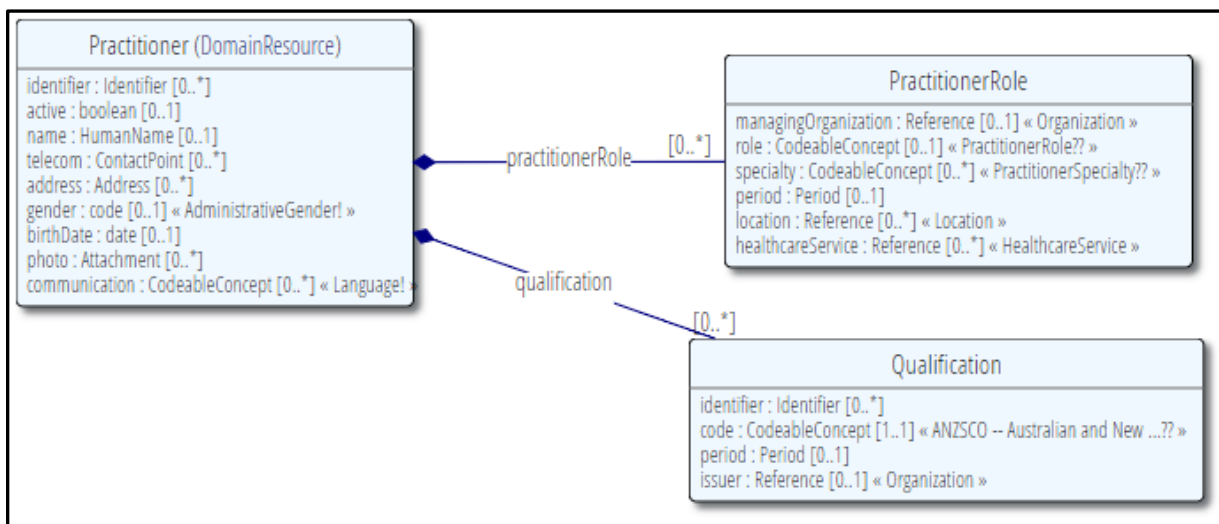 Practitioner (DomainResource)
identifier : Identifier [0..*]
active : boolean [0..1]
name : HumanName [0..1]
telecom : ContactPoint [0..*]
address : Address [0..*]
gender : code [0..1] « AdministrativeGender! »
birthDate : date [0..1]
photo : Attachment [0..*]
communication : CodeableConcept [0..*] « Language! »
practitionerRole
[0..*]
PractitionerRole
managingOrganization : Reference [0..1] « Organization »
role : CodeableConcept [0..1] « PractitionerRole?? »
specialty : CodeableConcept [0..*] « PractitionerSpecialty?? »
period : Period [0..1]
location : Reference [0..*] « Location »
healthcareService : Reference [0..*] « HealthcareService »
qualification
[0..*]
Qualification
identifier : Identifier [0..*]
code : CodeableConcept [1..1] « ANZSCO -- Australian and New ...?? »
period : Period [0..1]
issuer : Reference [0..1] « Organization »